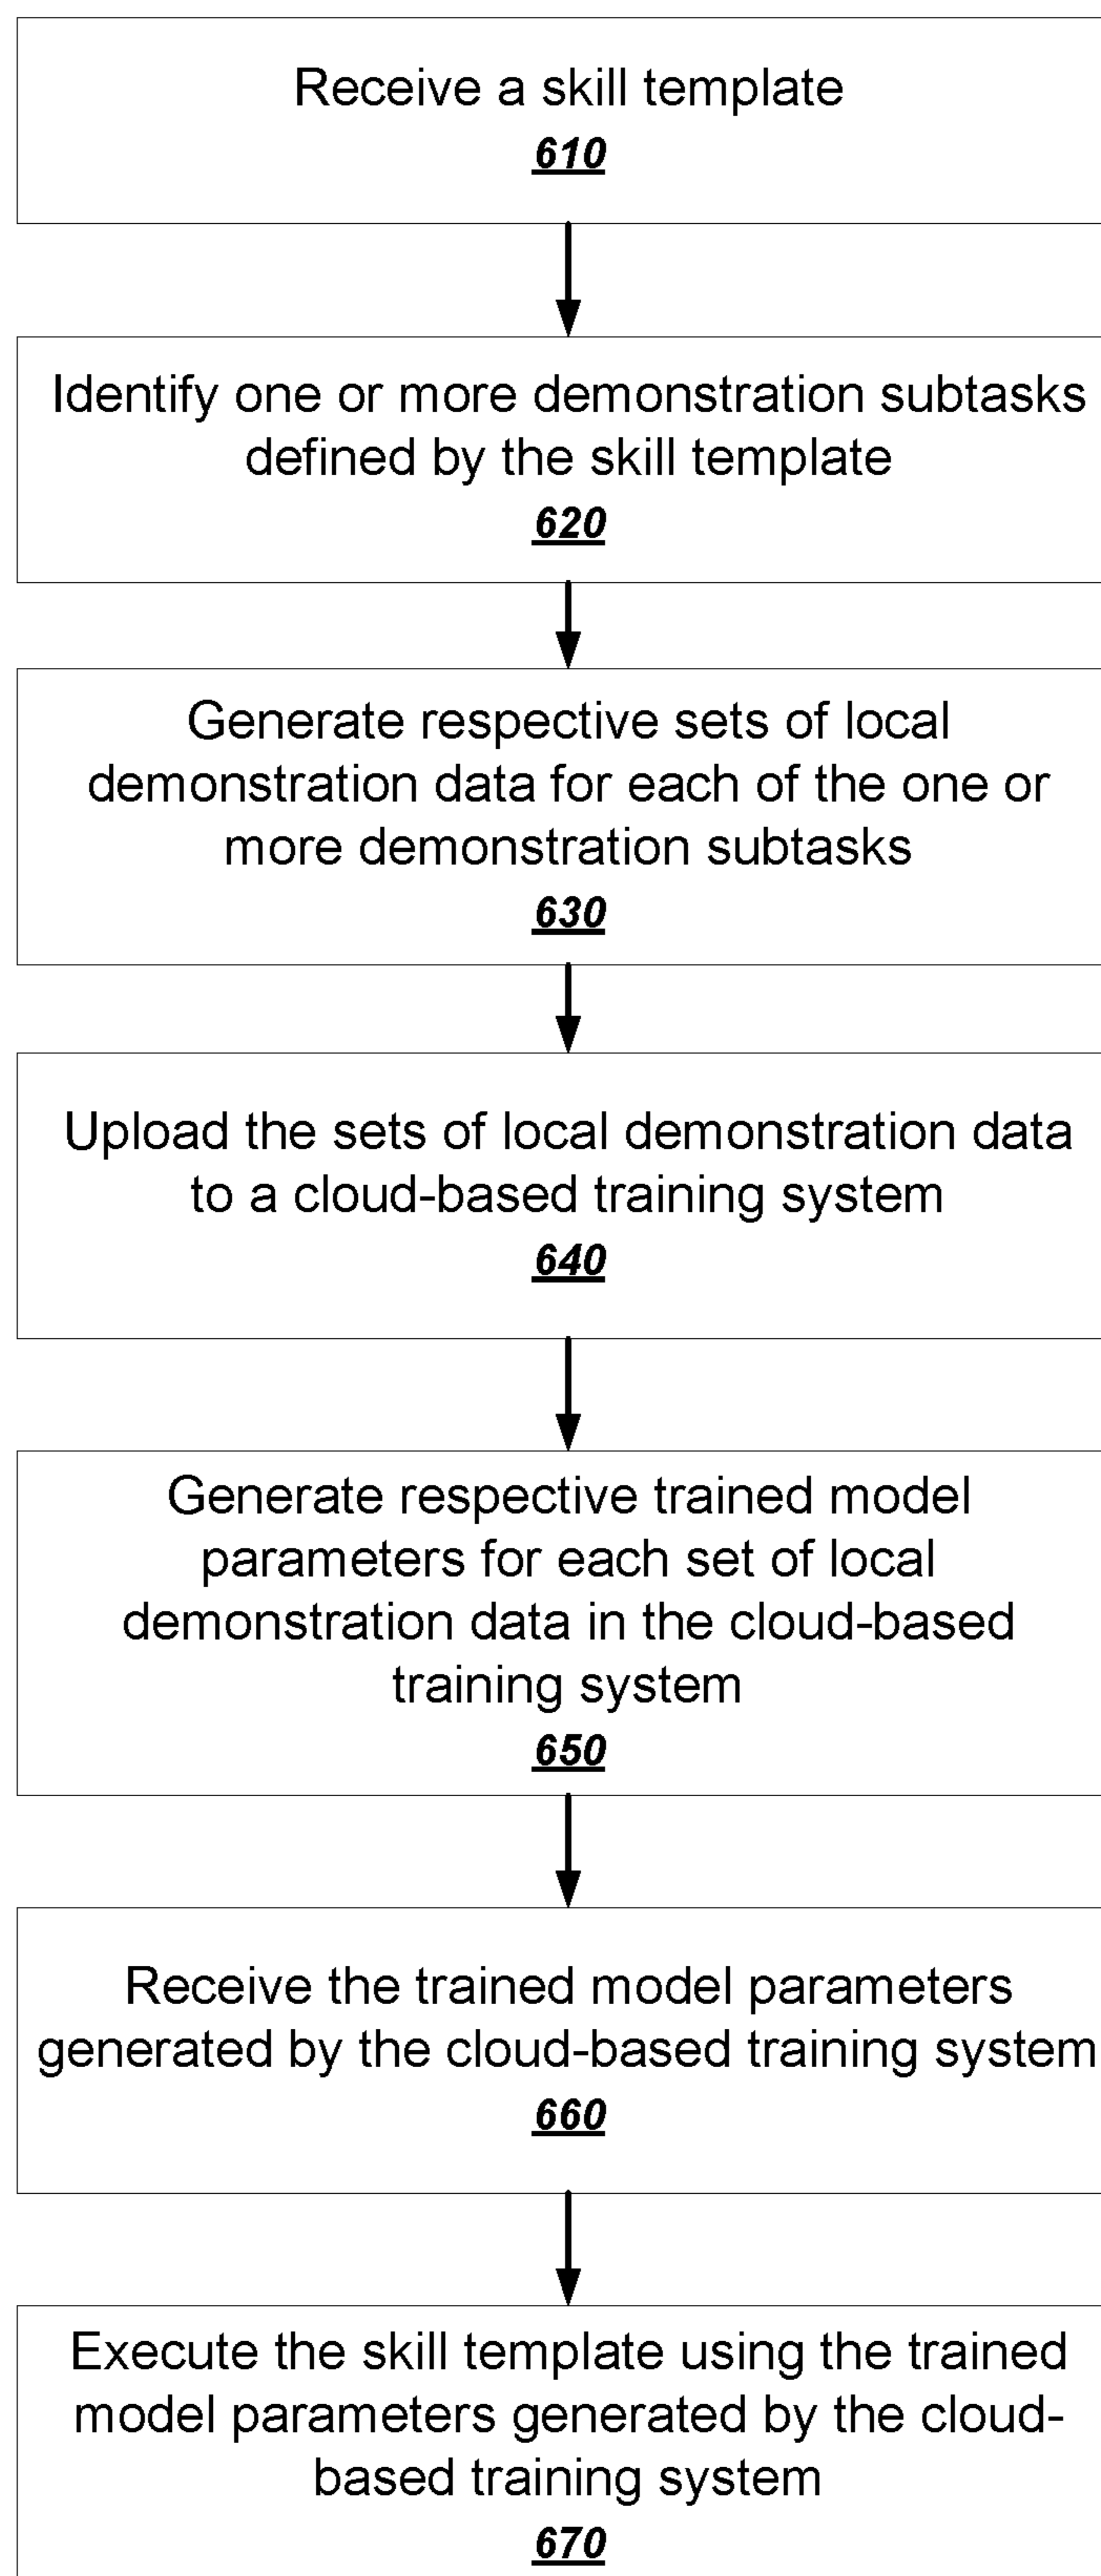 Receive a skill template
610
Identify one or more demonstration subtasks
defined by the skill template
620
Generate respective sets of local
demonstration data for each of the one or
more demonstration subtasks
630
Upload the sets of local demonstration data
to a cloud-based training system
640
Generate respective trained model
parameters for each set of local
demonstration data in the cloud-based
training system
650
Receive the trained model parameters
generated by the cloud-based training system
660
Execute the skill template using the trained
model parameters generated by the cloud-
based training system
670